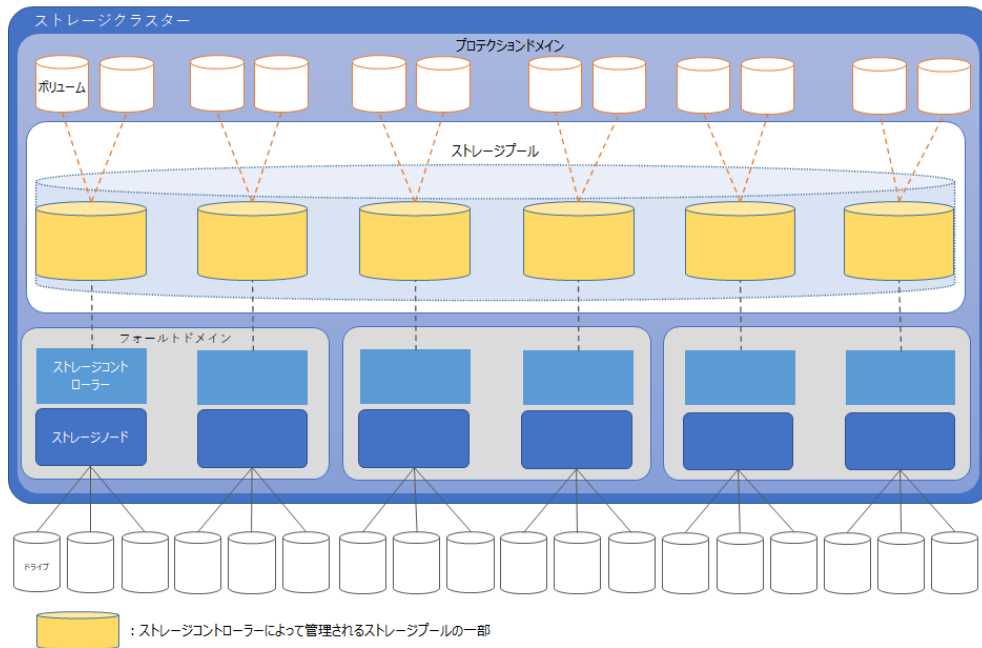 ストレージクラスター
プロテクションドメイン
ボリューム
ストレージプール
フォールトドメイン
ストレージコント
ローラー
ストレージノード
ドライブ
：ストレージコントローラーによって管理されるストレージプールの一部